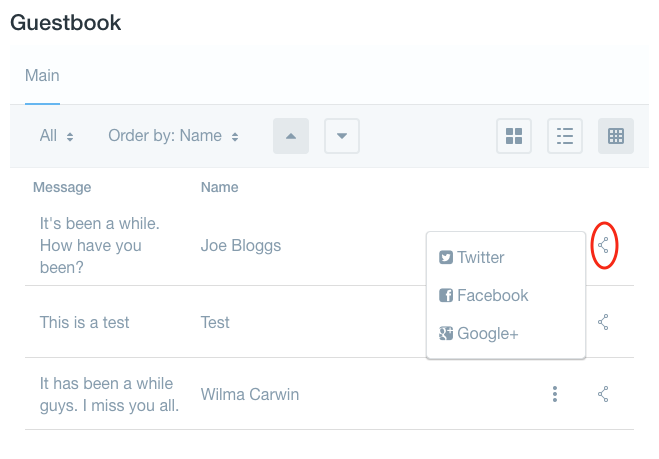 Guestbook
Main
All Order by: Name
Message Name
It's been a while.
How have you
been?
Joe Bloggs
Twitter
Facebook
Google+
This is a test Test
It has been a while
guys. I miss you all.
Wilma Carwin